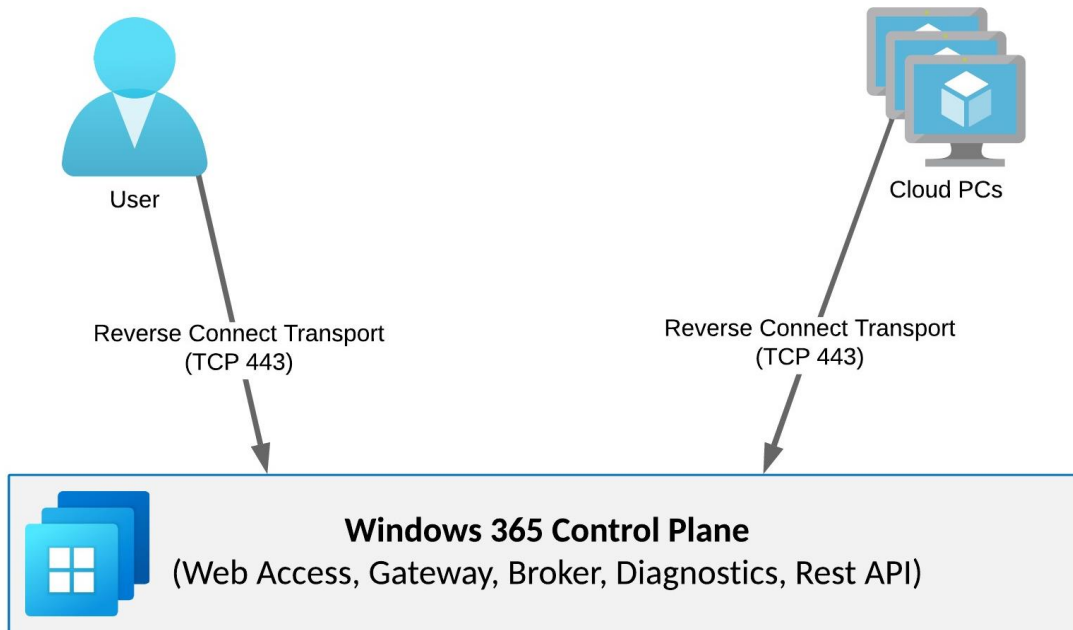 User
Cloud PCs
Reverse Connect Transport
(TCP 443)
Reverse Connect Transport
(TCP 443)
Windows 365 Control Plane
(Web Access, Gateway, Broker, Diagnostics, Rest API)